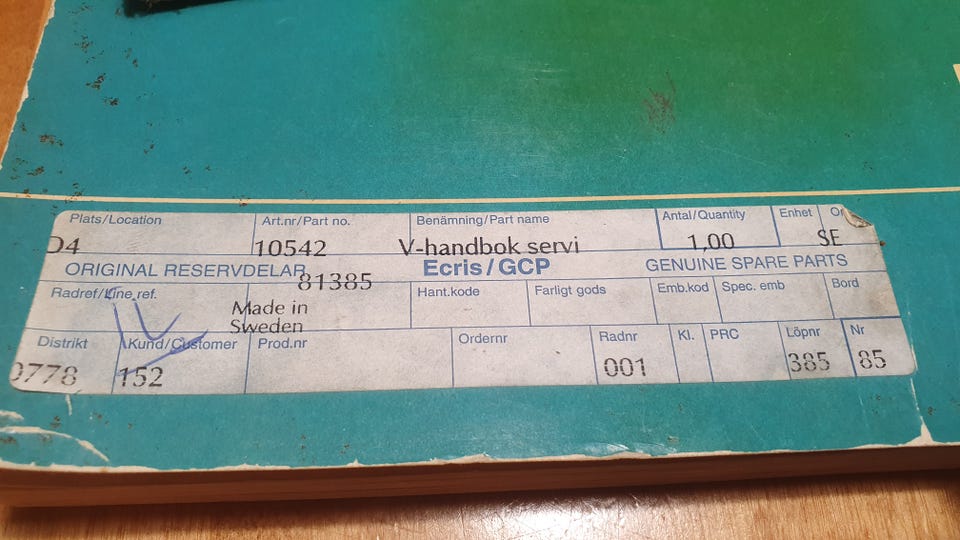 Plats/Location Art.nr/Part no. Benämning/Part name Antal/Quantity Enhet
D4 10542 V-handbok servi 1,00 SE
ORIGINAL RESERVDELAR Ecris/GCP GENUINE SPARE PARTS
81385
Radref/Line ref. Hant.kode Farligt gods Emb.kod Spec. emb Bord
Made in
Sweden
Distrikt Kund/Customer Prod.nr Ordernr Radnr Kl. PRC Löpnr Nr
0778 152 001 385 85